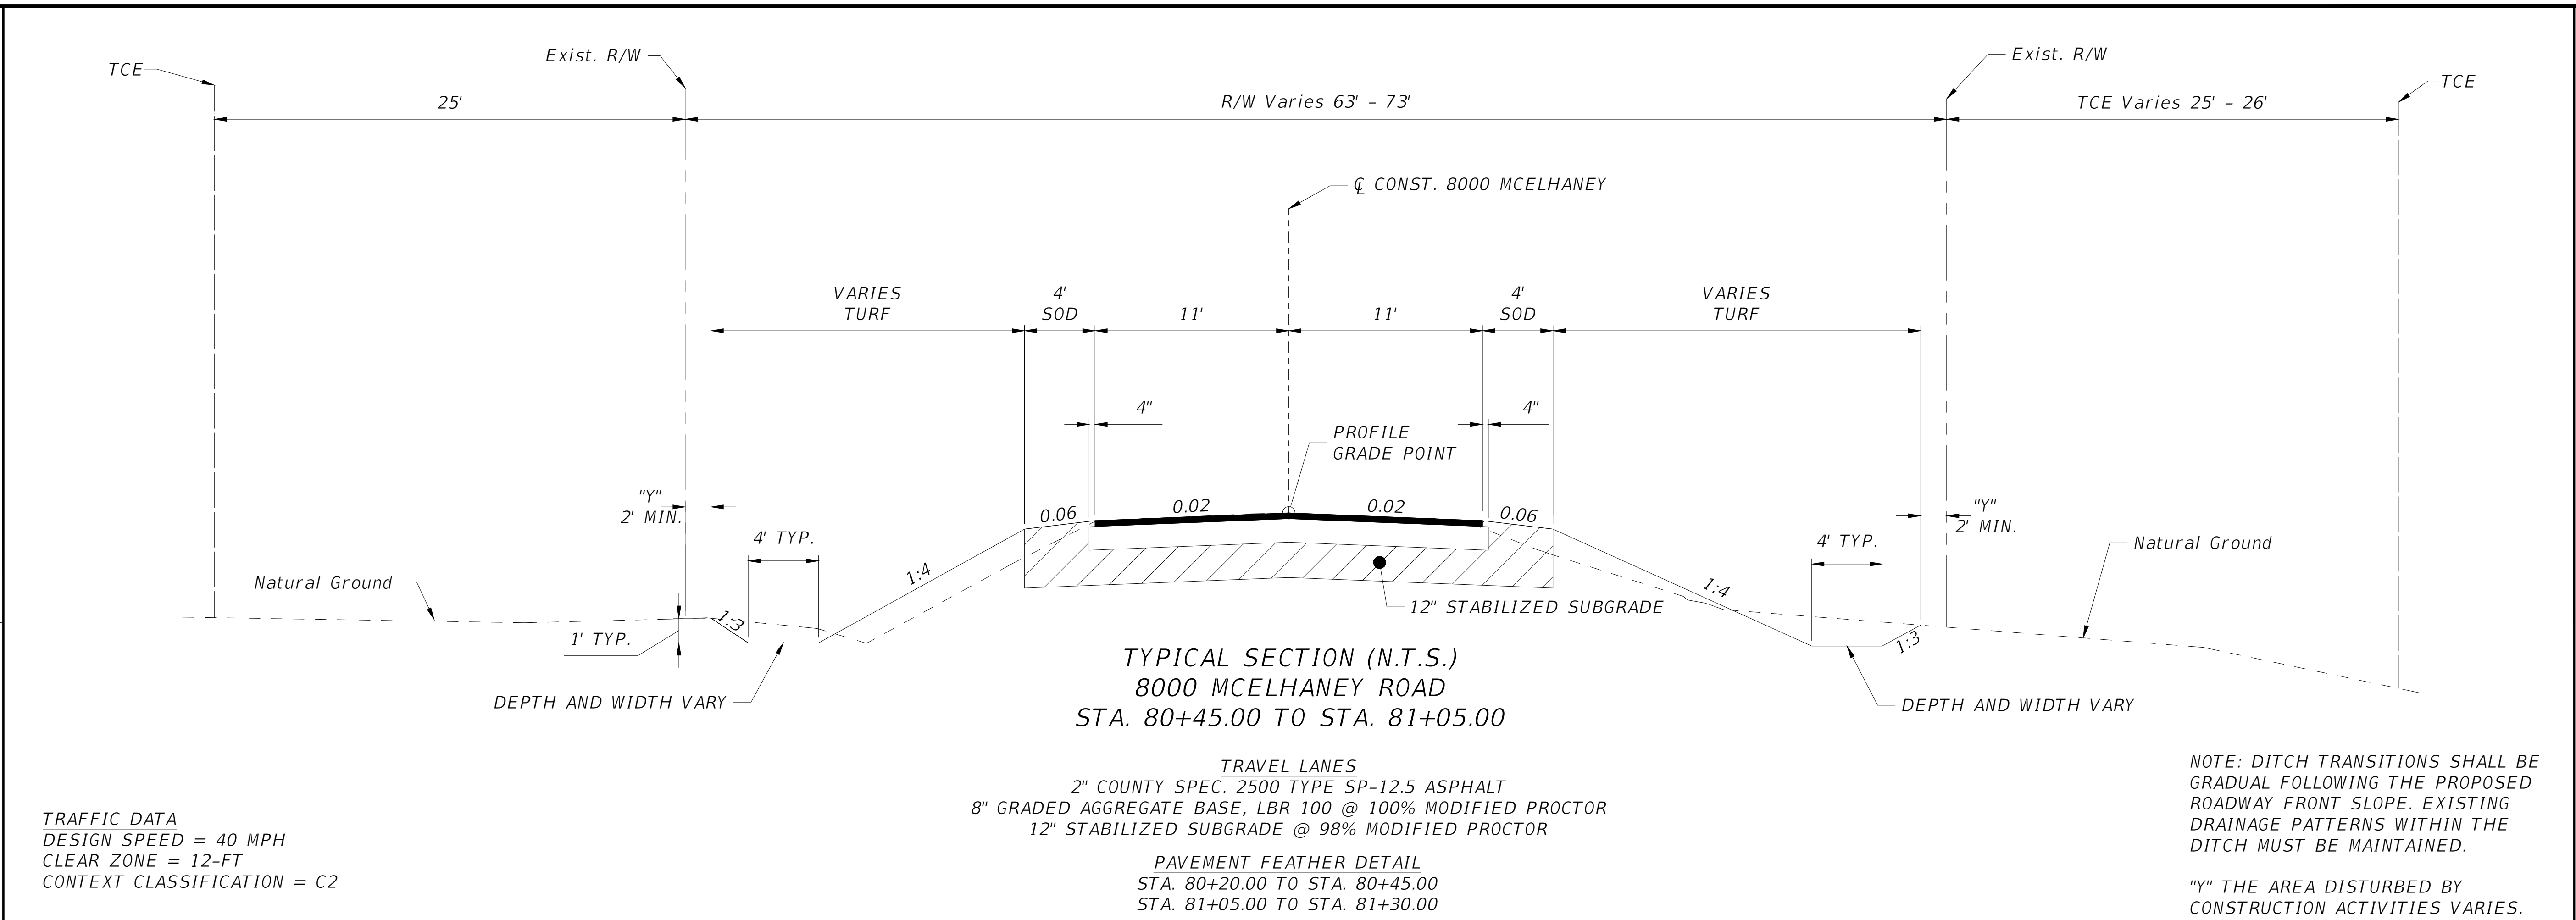 TCE
Exist. R/W
Exist. R/W
TCE
25'
R/W Varies 63' - 73'
TCE Varies 25' - 26'
℄ CONST. 8000 MCELHANEY
VARIES
TURF
4'
SOD
11'
11'
4'
SOD
VARIES
TURF
4"
4"
PROFILE
GRADE POINT
"Y"
2' MIN.
0.06
0.02
0.02
0.06
"Y"
2' MIN.
4' TYP.
4' TYP.
Natural Ground
Natural Ground
1:4
1:4
12" STABILIZED SUBGRADE
1:3
1' TYP.
1:3
DEPTH AND WIDTH VARY
DEPTH AND WIDTH VARY
TYPICAL SECTION (N.T.S.)
8000 MCELHANEY ROAD
STA. 80+45.00 TO STA. 81+05.00
TRAVEL LANES
2" COUNTY SPEC. 2500 TYPE SP-12.5 ASPHALT
8" GRADED AGGREGATE BASE, LBR 100 @ 100% MODIFIED PROCTOR
12" STABILIZED SUBGRADE @ 98% MODIFIED PROCTOR
PAVEMENT FEATHER DETAIL
STA. 80+20.00 TO STA. 80+45.00
STA. 81+05.00 TO STA. 81+30.00
TRAFFIC DATA
DESIGN SPEED = 40 MPH
CLEAR ZONE = 12-FT
CONTEXT CLASSIFICATION = C2
NOTE: DITCH TRANSITIONS SHALL BE
GRADUAL FOLLOWING THE PROPOSED
ROADWAY FRONT SLOPE. EXISTING
DRAINAGE PATTERNS WITHIN THE
DITCH MUST BE MAINTAINED.
"Y" THE AREA DISTURBED BY
CONSTRUCTION ACTIVITIES VARIES.